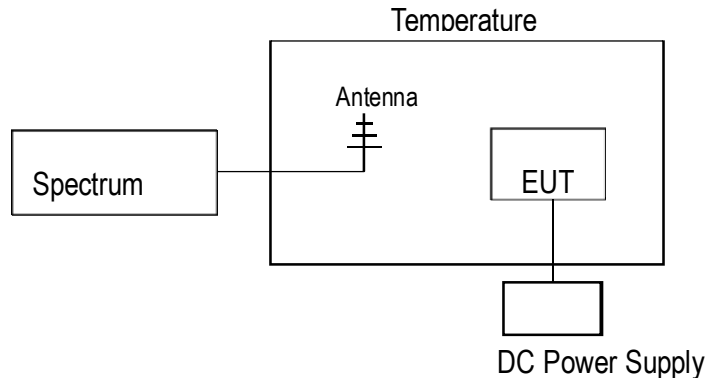 Temperature
Antenna
Spectrum
EUT
DC Power Supply